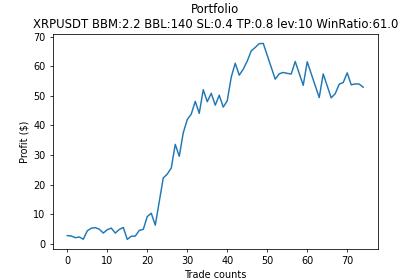 Portfolio
XRPUSDT BBM:2.2 BBL:140 SL:0.4 TP:0.8 lev:10 WinRatio:61.0
70
60
50
40
30
20
10
0
Profit ($)
0 10 20 30 40 50 60 70
Trade counts